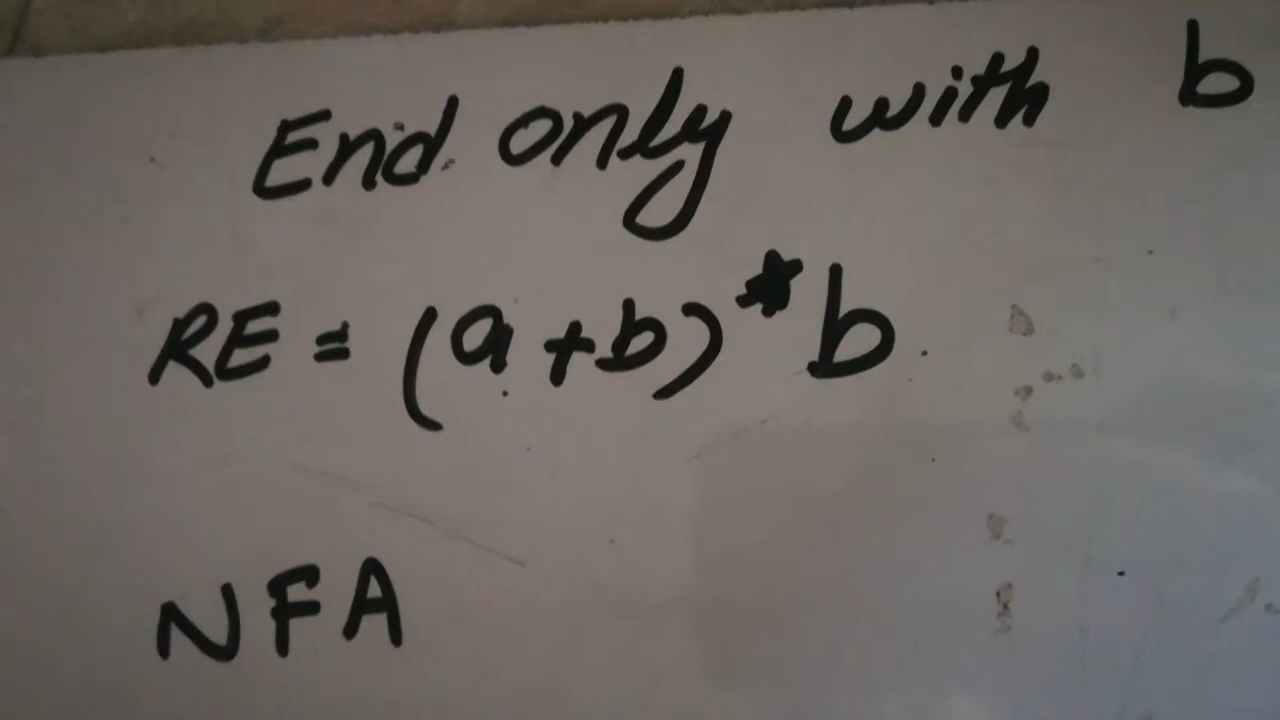 End only with b
RE = (a+b)*b
NFA